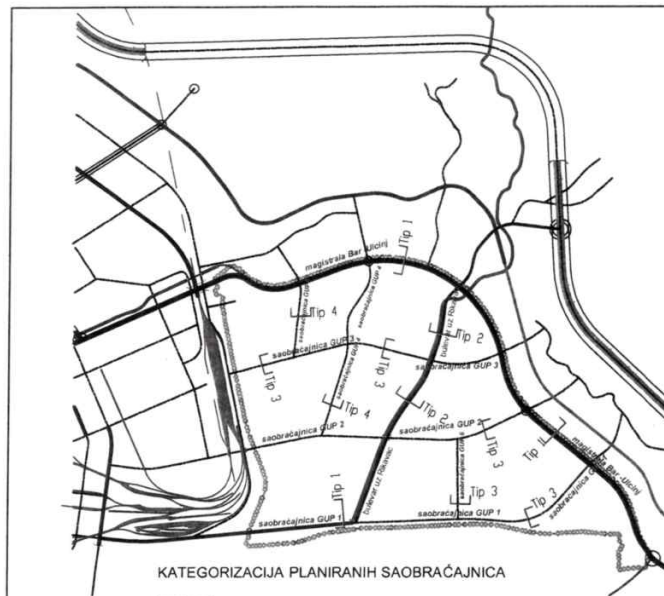 Tip 1
magistrala Bar -Ulcinj
Tip 4
bulevar uz Rikavac
Tip 2
saobraćajnica GUP 3
Tip 3
Tip 3
saobraćajnica GUP 3
Tip 4
Tip 2
saobraćajnica GUP 2
saobraćajnica GUP 2
Tip 3
Tip 1
magistrala Bar -Ulcinj
Tip 1
bulevar uz Rikavac
Tip 3
Tip 3
saobraćajnica GUP 1
saobraćajnica GUP 1
KATEGORIZACIJA PLANIRANIH SAOBRAĆAJNICA